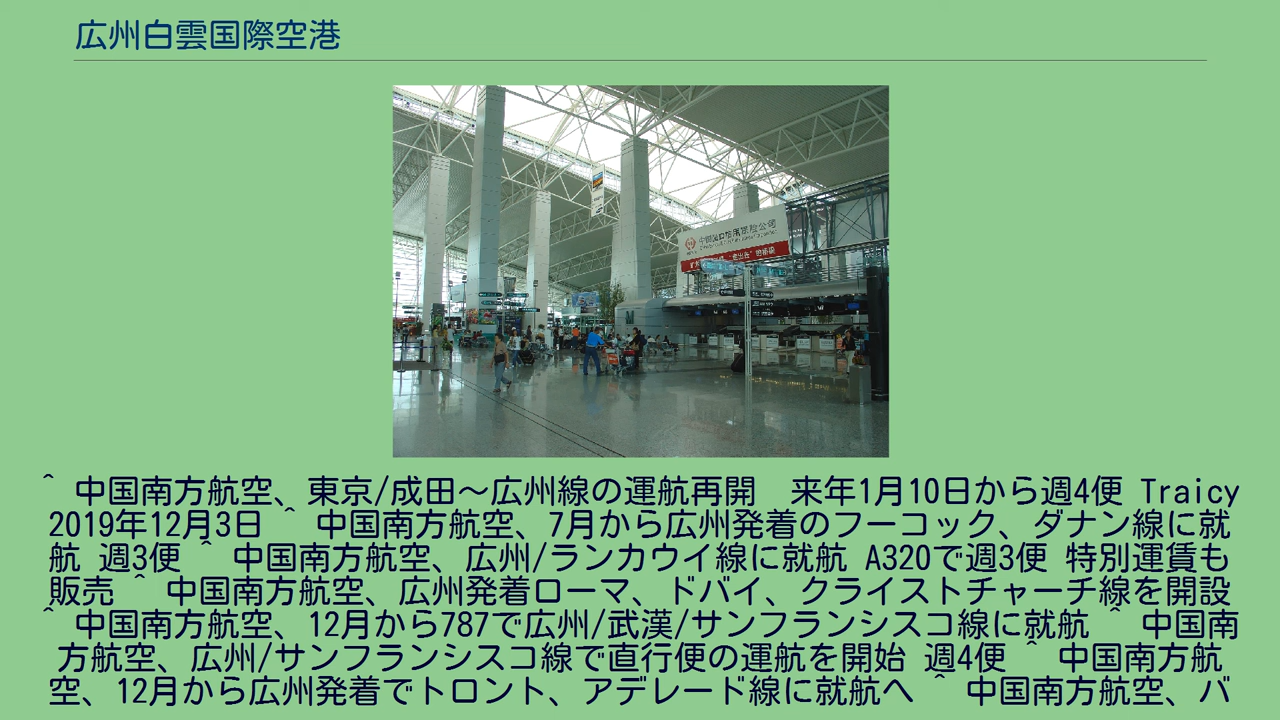 広州白雲国際空港
^ 中国南方航空、東京/成田〜広州線の運航再開　来年1月10日から週4便 Traicy
2019年12月3日 ^ 中国南方航空、7月から広州発着のフーコック、ダナン線に就
航 週3便 ^ 中国南方航空、広州/ランカウイ線に就航 A320で週3便 特別運賃も
販売 ^ 中国南方航空、広州発着ローマ、ドバイ、クライストチャーチ線を開設
^ 中国南方航空、12月から787で広州/武漢/サンフランシスコ線に就航 ^ 中国南
方航空、広州/サンフランシスコ線で直行便の運航を開始 週4便 ^ 中国南方航
空、12月から広州発着でトロント、アデレード線に就航へ ^ 中国南方航空、バ